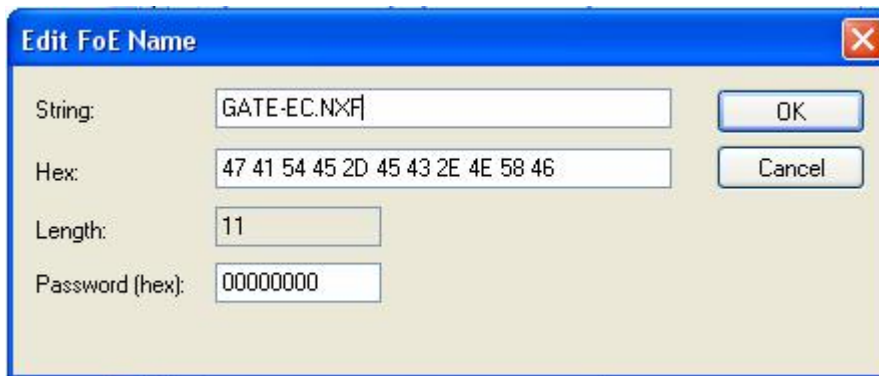 Edit FoE Name
String: GATE-EC.NXF OK
Hex: 47 41 54 45 2D 45 43 2E 4E 58 46 Cancel
Length: 11
Password (hex): 00000000